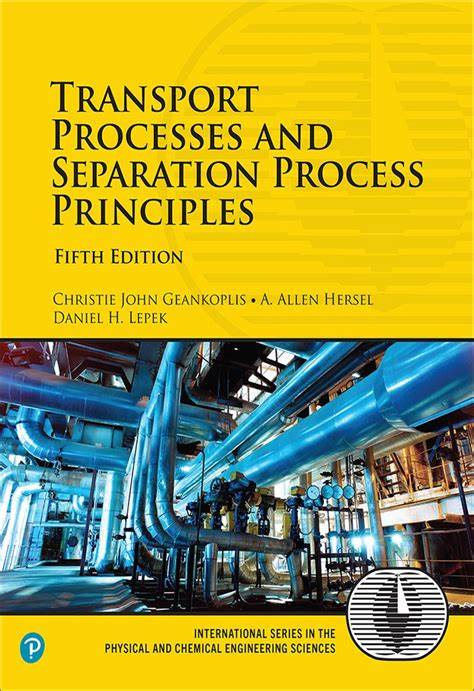 TRANSPORT
PROCESSES AND
SEPARATION PROCESS
PRINCIPLES
FIFTH EDITION
CHRISTIE JOHN GEANKOPLIS • A. ALLEN HERSEL
DANIEL H. LEPEK
P
INTERNATIONAL SERIES IN THE
PHYSICAL AND CHEMICAL ENGINEERING SCIENCES